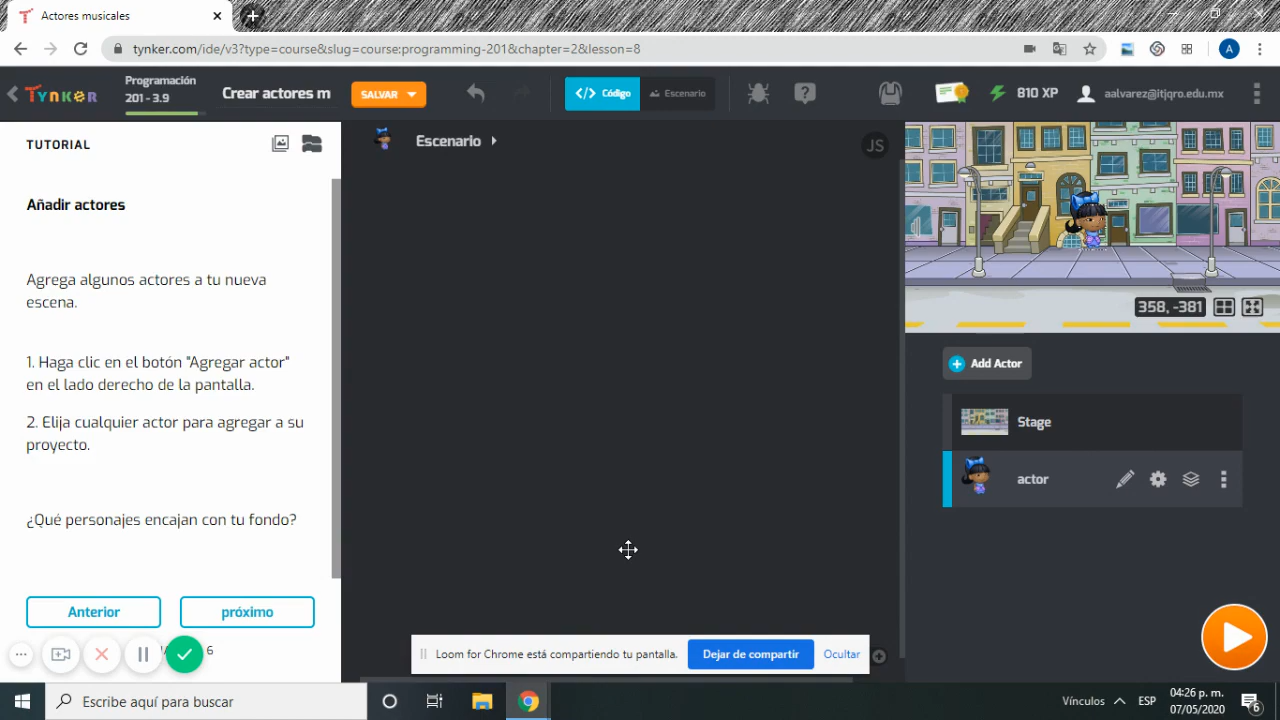 Actores musicales
tynker.com/ide/v3?type=course&slug=course:programming-201&chapter=2&lesson=8
A
TYNKER
Programación
201 - 3.9
Crear actores m
SALVAR
</> Código
Escenario
810 XP
aalvarez@itjqro.edu.mx
TUTORIAL
Añadir actores
Agrega algunos actores a tu nueva
escena.
1. Haga clic en el botón "Agregar actor"
en el lado derecho de la pantalla.
2. Elija cualquier actor para agregar a su
proyecto.
¿Qué personajes encajan con tu fondo?
Anterior
próximo
6
Escenario
JS
358, -381
Add Actor
Stage
actor
Loom for Chrome está compartiendo tu pantalla.
Dejar de compartir
Ocultar
Escribe aquí para buscar
Vínculos
ESP
04:26 p. m.
07/05/2020
6